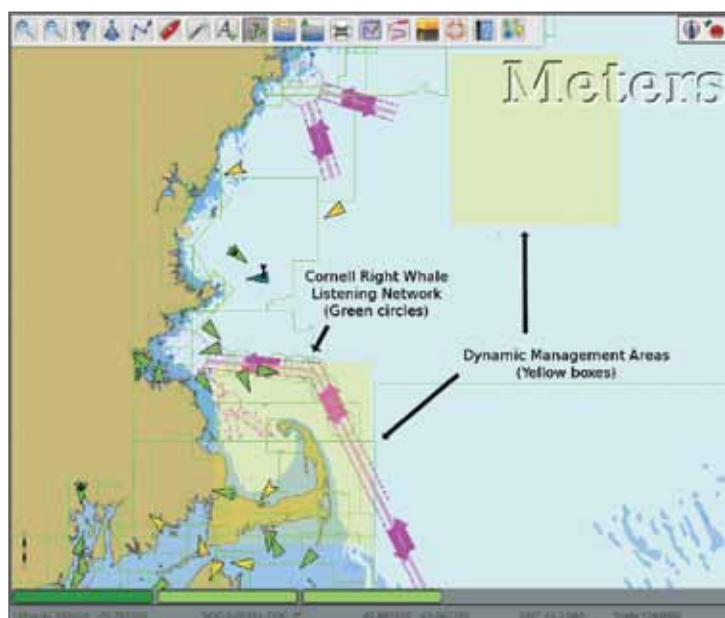 Meters
Cornell Right Whale
Listening Network
(Green circles)
Dynamic Management Areas
(Yellow boxes)